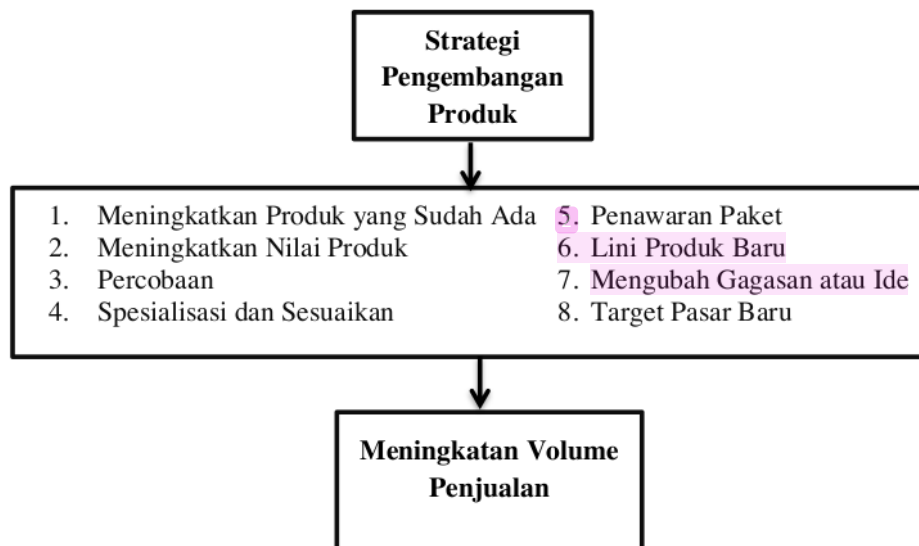 Strategi
Pengembangan
Produk
1. Meningkatkan Produk yang Sudah Ada
2. Meningkatkan Nilai Produk
3. Percobaan
4. Spesialisasi dan Sesuaikan
5. Penawaran Paket
6. Lini Produk Baru
7. Mengubah Gagasan atau Ide
8. Target Pasar Baru
Meningkatan Volume
Penjualan